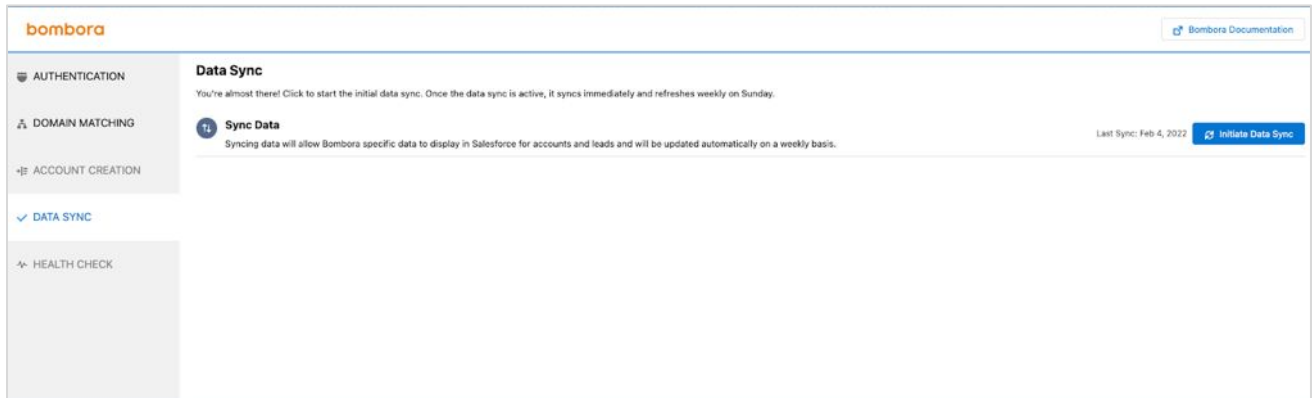 bombora
Bombora Documentation
AUTHENTICATION
DOMAIN MATCHING
ACCOUNT CREATION
DATA SYNC
HEALTH CHECK
Data Sync
You're almost there! Click to start the initial data sync. Once the data sync is active, it syncs immediately and refreshes weekly on Sunday.
Sync Data
Syncing data will allow Bombora specific data to display in Salesforce for accounts and leads and will be updated automatically on a weekly basis.
Last Sync: Feb 4, 2022
Initiate Data Sync